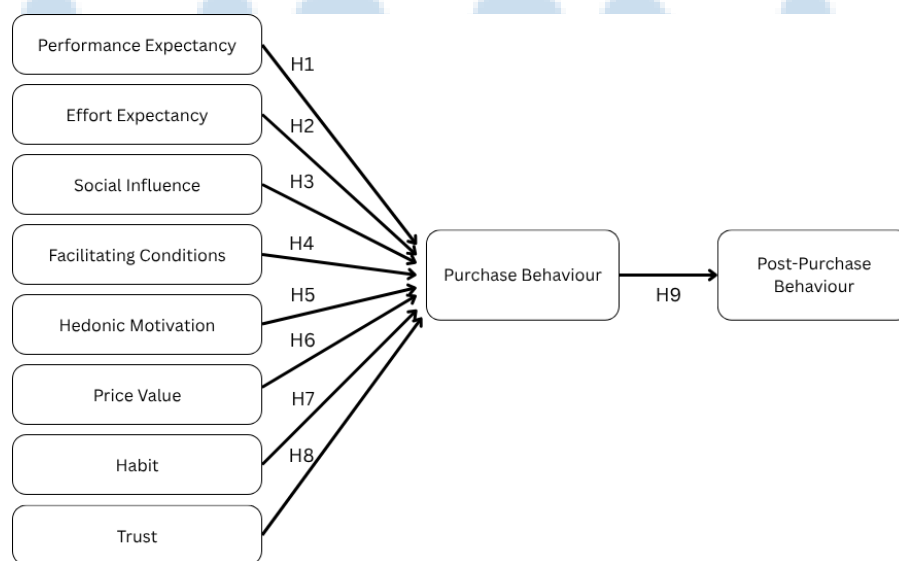 Performance Expectancy
H1
Effort Expectancy
H2
Social Influence
H3
Facilitating Conditions
H4
Hedonic Motivation
H5
H6
Price Value
H7
Habit
H8
Trust
Purchase Behaviour
H9
Post-Purchase
Behaviour